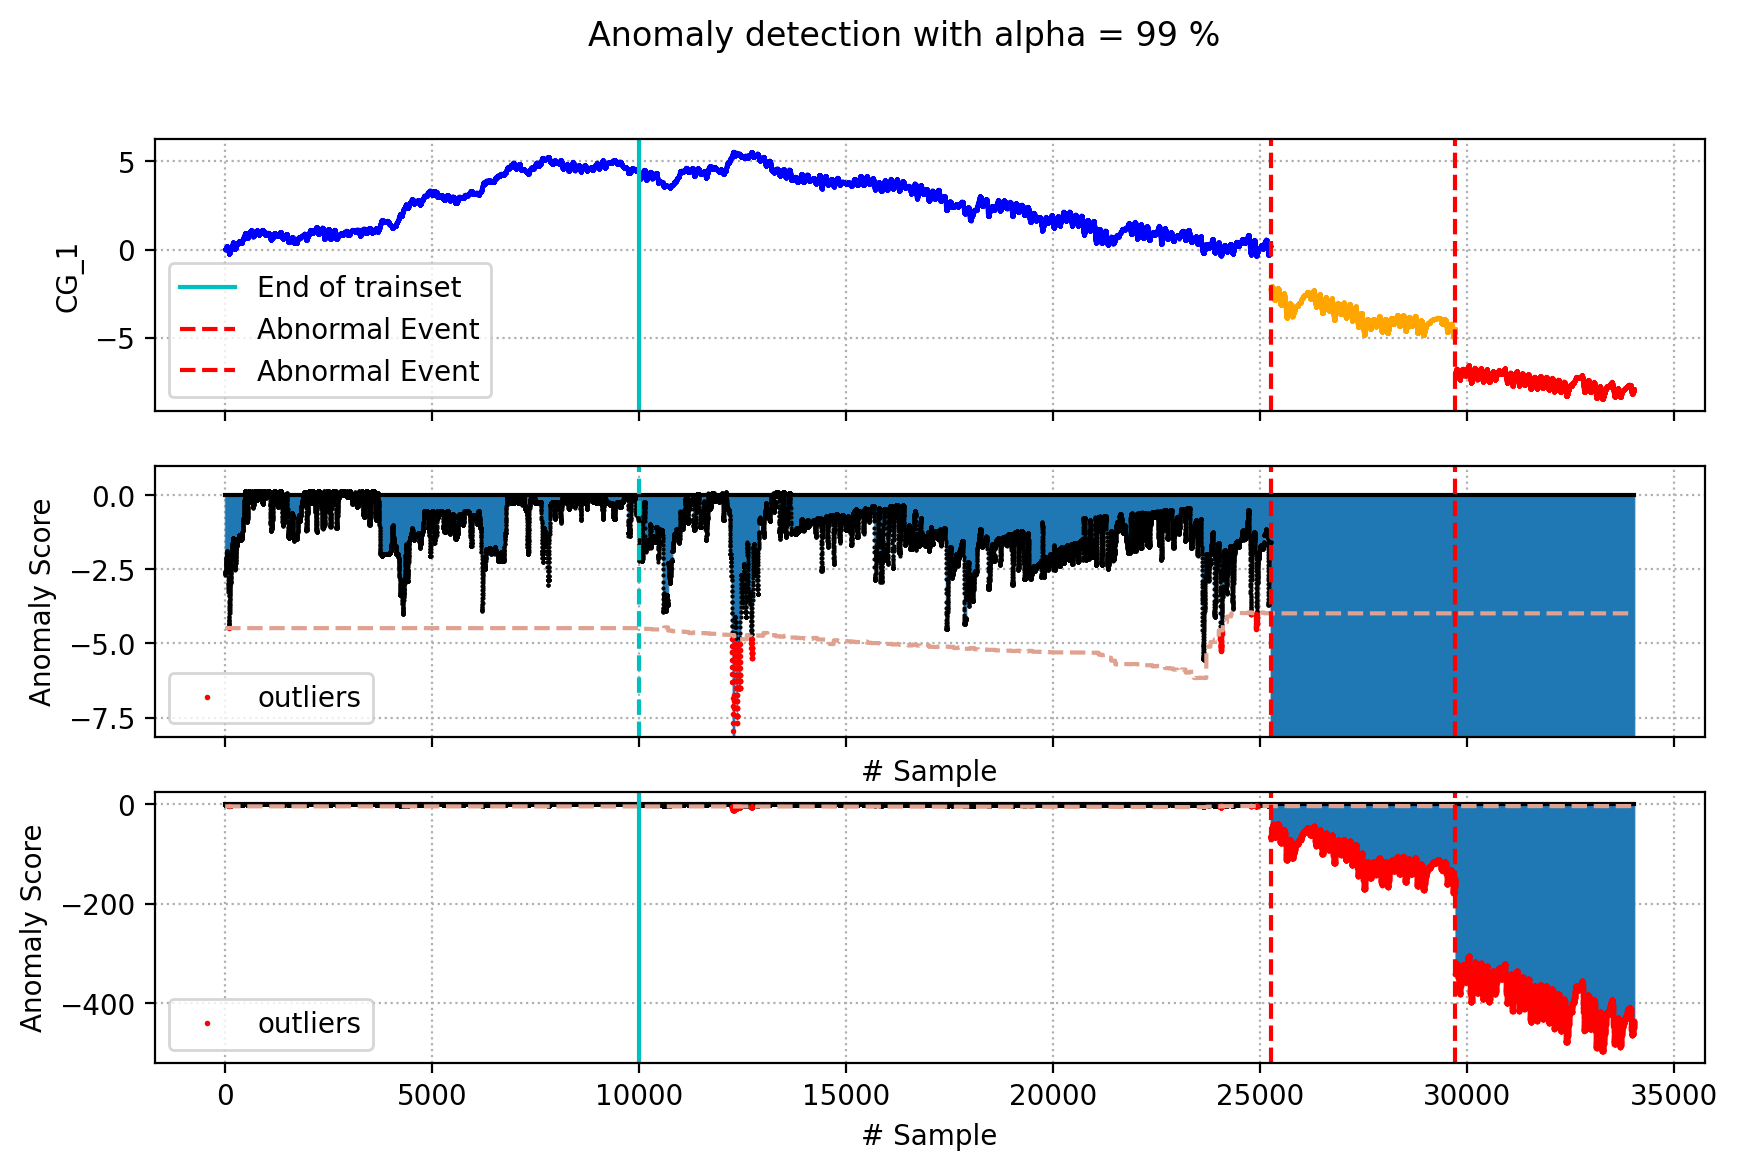 Anomaly detection with alpha = 99 %
CG_1
5
0
−5
End of trainset
Abnormal Event
Abnormal Event
Anomaly Score
0.0
−2.5
−5.0
−7.5
outliers
# Sample
Anomaly Score
0
−200
−400
outliers
0 5000 10000 15000 20000 25000 30000 35000
# Sample